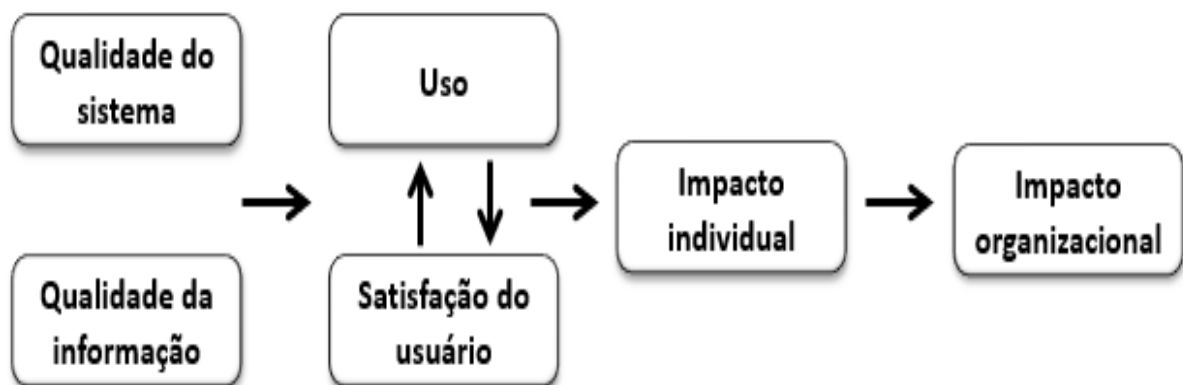 Qualidade do
sistema
Uso
Qualidade da
informação
Satisfação do
usuário
Impacto
individual
Impacto
organizacional